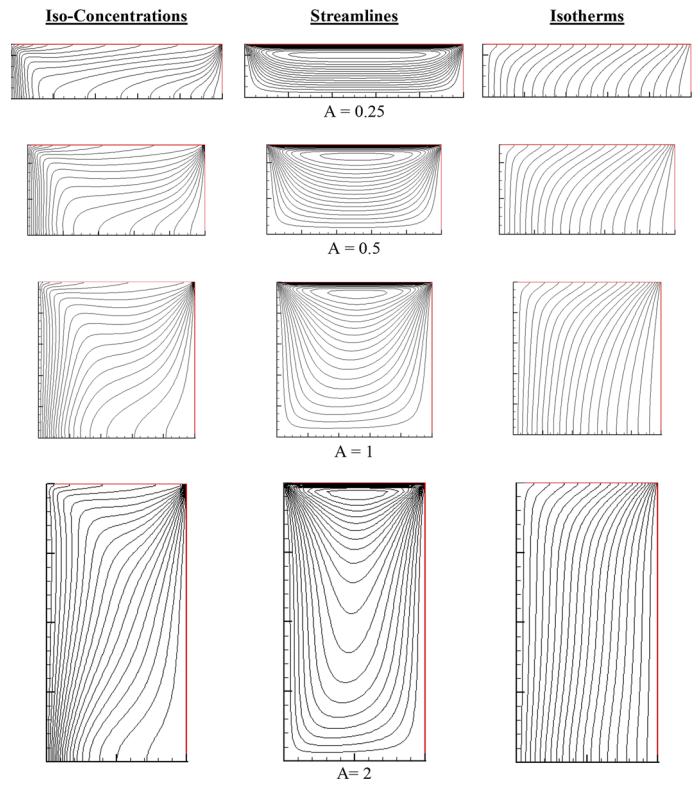 Iso-Concentrations Streamlines Isotherms
A = 0.25
A = 0.5
A = 1
A= 2